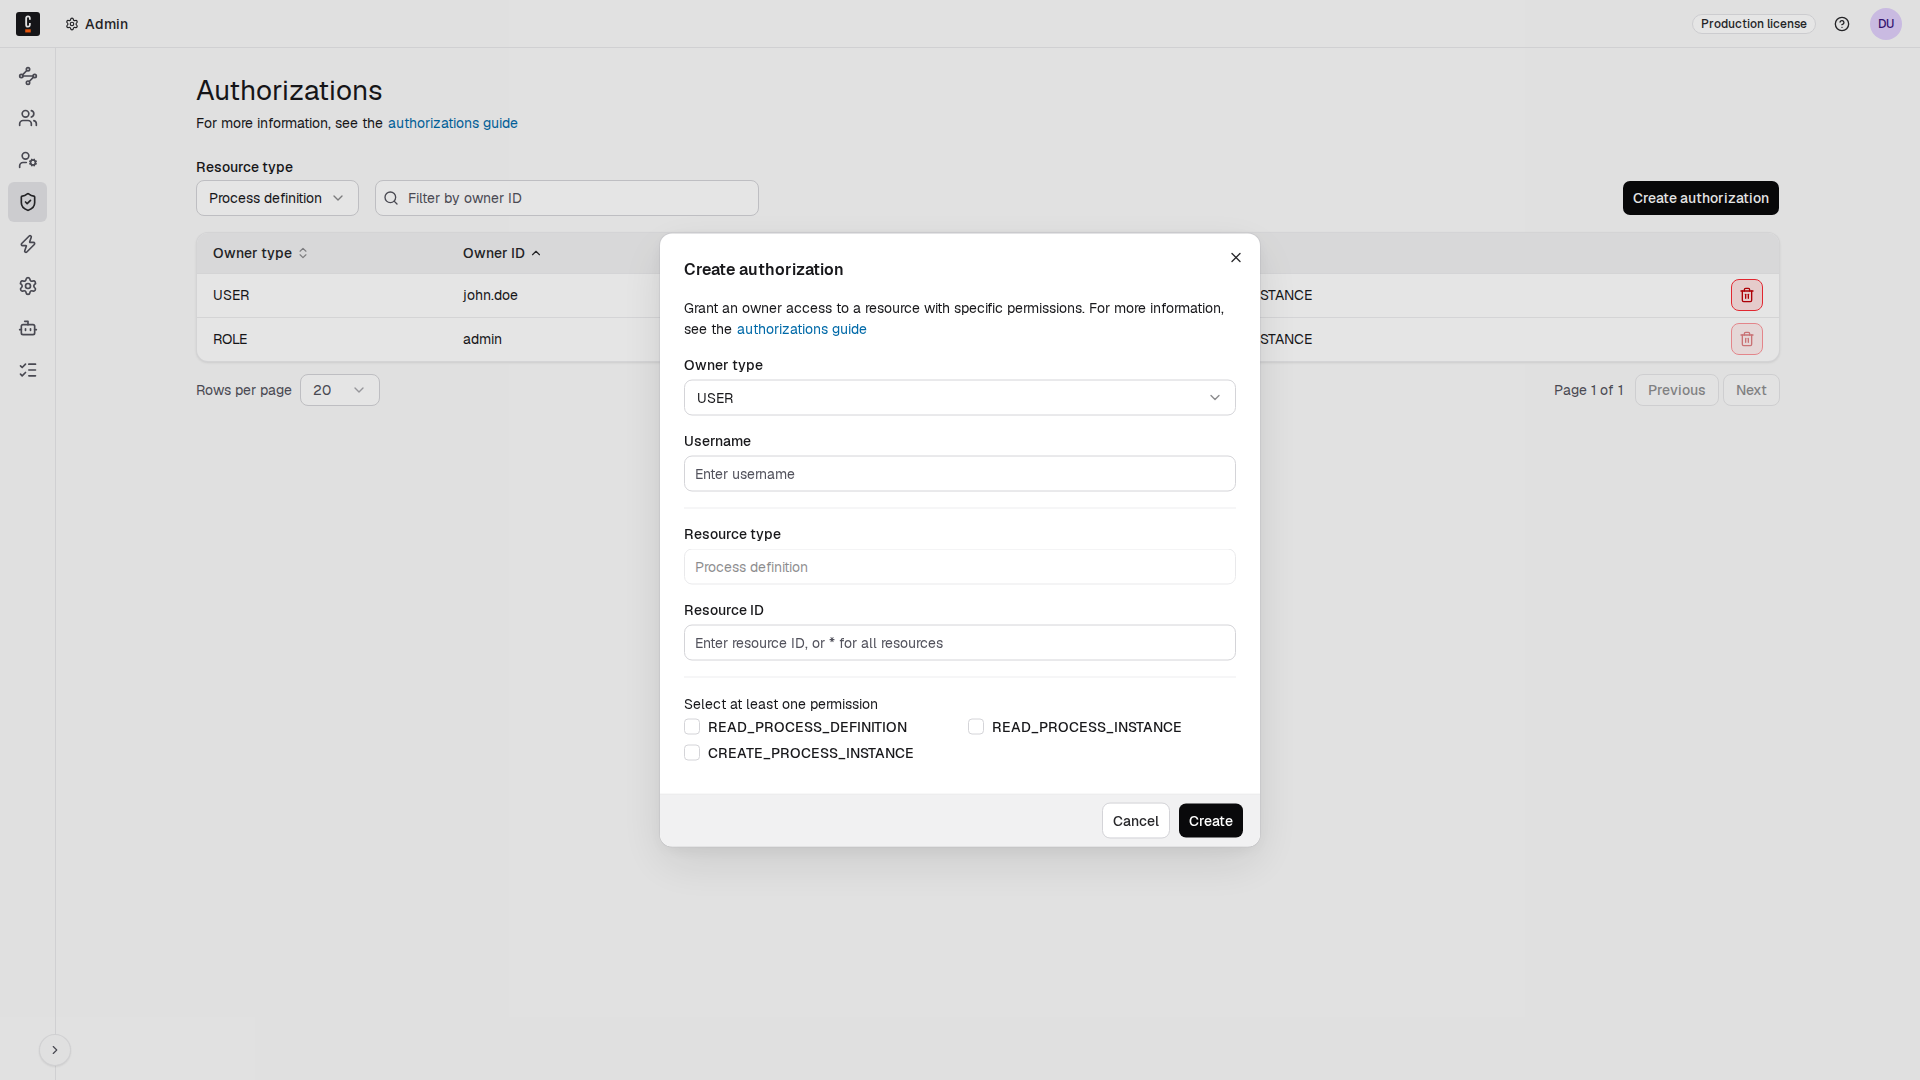 C
Admin
Production license
DU
Authorizations
For more information, see the authorizations guide
Resource type
Process definition
Filter by owner ID
Create authorization
Owner type
Owner ID
USER
john.doe
STANCE
ROLE
admin
STANCE
Rows per page
20
Page 1 of 1
Previous
Next
Create authorization
Grant an owner access to a resource with specific permissions. For more information,
see the authorizations guide
Owner type
USER
Username
Enter username
Resource type
Process definition
Resource ID
Enter resource ID, or * for all resources
Select at least one permission
READ_PROCESS_DEFINITION
READ_PROCESS_INSTANCE
CREATE_PROCESS_INSTANCE
Cancel
Create